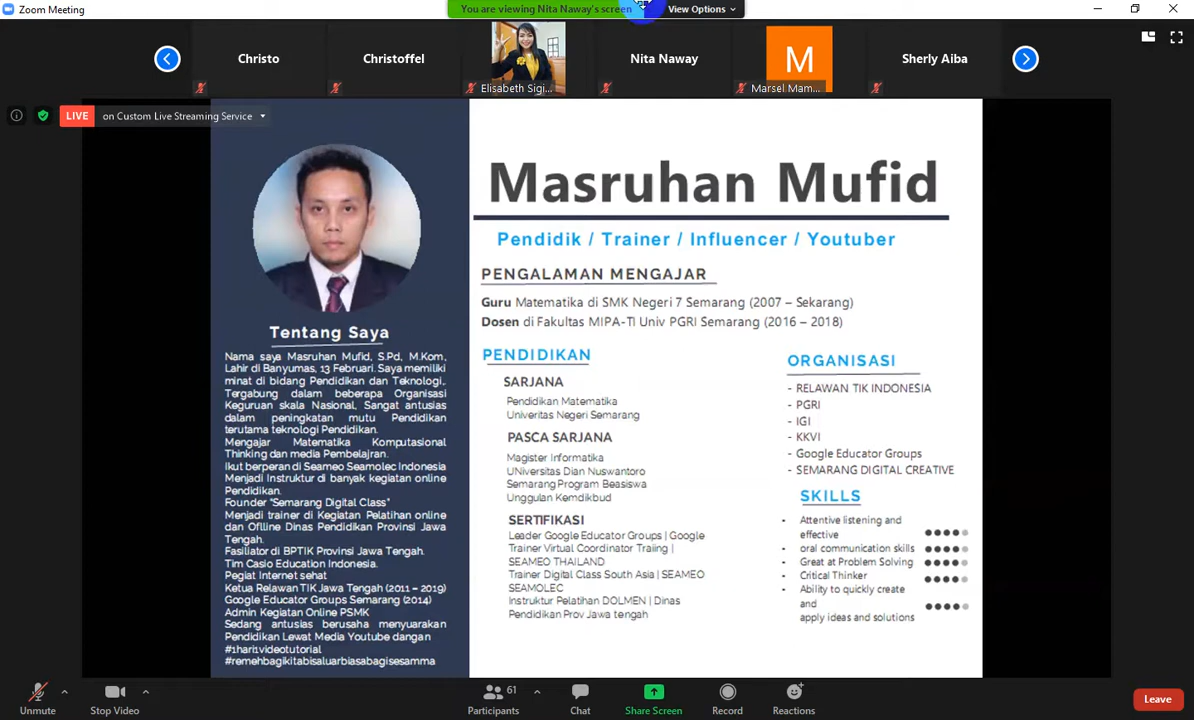 Zoom Meeting
You are viewing Nita Naway's screen
View Options
Christo
Christoffel
Elisabeth Sigi...
Nita Naway
M
Marsel Mam...
Sherly Aiba
LIVE on Custom Live Streaming Service
Masruhan Mufid
Pendidik / Trainer / Influencer / Youtuber
Tentang Saya
Nama saya Masruhan Mufid, S.Pd, M.Kom,
Lahir di Banyumas, 13 Februari. Saya memiliki
minat di bidang Pendidikan dan Teknologi,.
Tergabung dalam beberapa Organisasi
Keguruan skala Nasional, Sangat antusias
dalam peningkatan mutu Pendidikan
terutama teknologi Pendidikan.
Mengajar Matematika Komputasional
Thinking dan media Pembelajran.
Ikut berperan di Seameo Seamolec Indonesia
Menjadi Instruktur di banyak kegiatan online
Pendidikan.
Founder "Semarang Digital Class"
Menjadi trainer di Kegiatan Pelatihan online
dan Oflline Dinas Pendidikan Provinsi Jawa
Tengah.
Fasiliator di BPTIK Provinsi Jawa Tengah.
Tim Casio Education Indonesia.
Pegiat Internet sehat
Ketua Relawan TIK Jawa Tengah (2011 – 2019)
Google Educator Groups Semarang (2014)
Admin Kegiatan Online PSMK
Sedang antusias berusaha menyuarakan
Pendidikan Lewat Media Youtube dangan
#1hari1videotutorial
#remehbagikitabisaluarbiasabagisesamma
PENGALAMAN MENGAJAR
Guru Matematika di SMK Negeri 7 Semarang (2007 – Sekarang)
Dosen di Fakultas MIPA-TI Univ PGRI Semarang (2016 – 2018)
PENDIDIKAN
SARJANA
Pendidikan Matematika
Univeritas Negeri Semarang
PASCA SARJANA
Magister Informatika
UNiversitas Dian Nuswantoro
Semarang Program Beasiswa
Unggulan Kemdikbud
SERTIFIKASI
Leader Google Educator Groups | Google
Trainer Virtual Coordinator Traiing |
SEAMEO THAILAND
Trainer Digital Class South Asia | SEAMEO
SEAMOLEC
Instruktur Pelatihan DOLMEN | Dinas
Pendidikan Prov Jawa tengah
ORGANISASI
- RELAWAN TIK INDONESIA
- PGRI
- IGI
- KKVI
- Google Educator Groups
- SEMARANG DIGITAL CREATIVE
SKILLS
• Attentive listening and
effective
• oral communication skills
• Great at Problem Solving
• Critical Thinker
• Ability to quickly create
and
apply ideas and solutions
Unmute
Stop Video
61
Participants
Chat
Share Screen
Record
Reactions
Leave